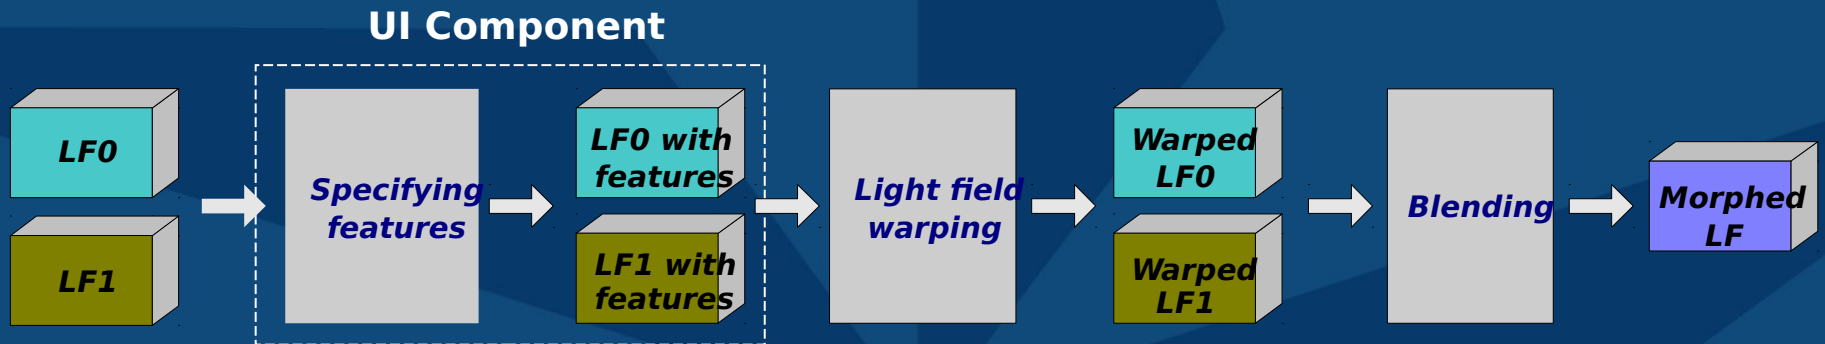 UI Component
LF0
LF1
Specifying
features
LF0 with
features
LF1 with
features
Light field
warping
Warped
LF0
Warped
LF1
Blending
Morphed
LF